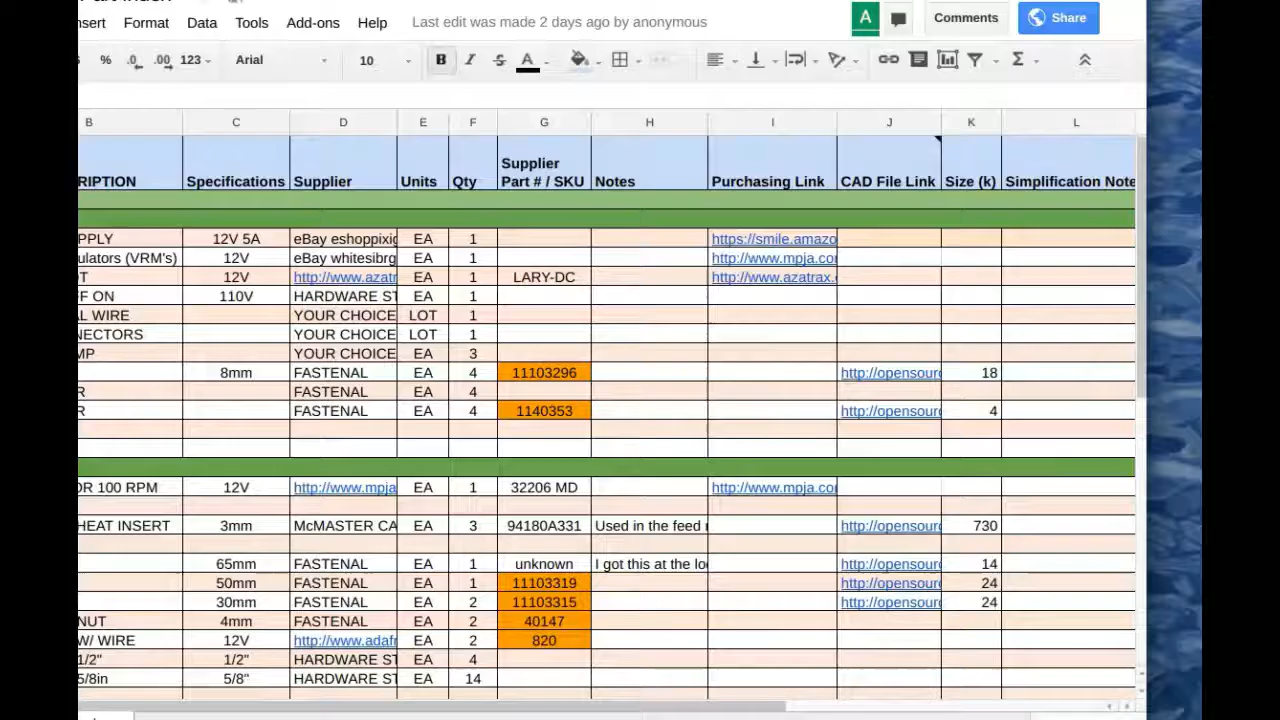 Format Data Tools Add-ons Help Last edit was made 2 days ago by anonymous A Comments Share
% .0 .00 123 Arial 10 B I S A Σ
B C D E F G H I J K L
RIPTION Specifications Supplier Units Qty Supplier Part # / SKU Notes Purchasing Link CAD File Link Size (k) Simplification Note
PPLY 12V 5A eBay eshoppixig EA 1 https://smile.amazo
ulators (VRM's) 12V eBay whitesibrg EA 1 http://www.mpja.co
T 12V http://www.azatr EA 1 LARY-DC http://www.azatrax.
F ON 110V HARDWARE ST EA 1
L WIRE YOUR CHOICE LOT 1
NECTORS YOUR CHOICE LOT 1
MP YOUR CHOICE EA 3
8mm FASTENAL EA 4 11103296 http://opensour 18
R FASTENAL EA 4
R FASTENAL EA 4 1140353 http://opensour 4
OR 100 RPM 12V http://www.mpja EA 1 32206 MD http://www.mpja.co
HEAT INSERT 3mm McMASTER CA EA 3 94180A331 Used in the feed http://opensour 730
65mm FASTENAL EA 1 unknown I got this at the lo http://opensour 14
50mm FASTENAL EA 1 11103319 http://opensour 24
30mm FASTENAL EA 2 11103315 http://opensour 24
NUT 4mm FASTENAL EA 2 40147
W/ WIRE 12V http://www.adafr EA 2 820
1/2" 1/2" HARDWARE ST EA 4
5/8in 5/8" HARDWARE ST EA 14